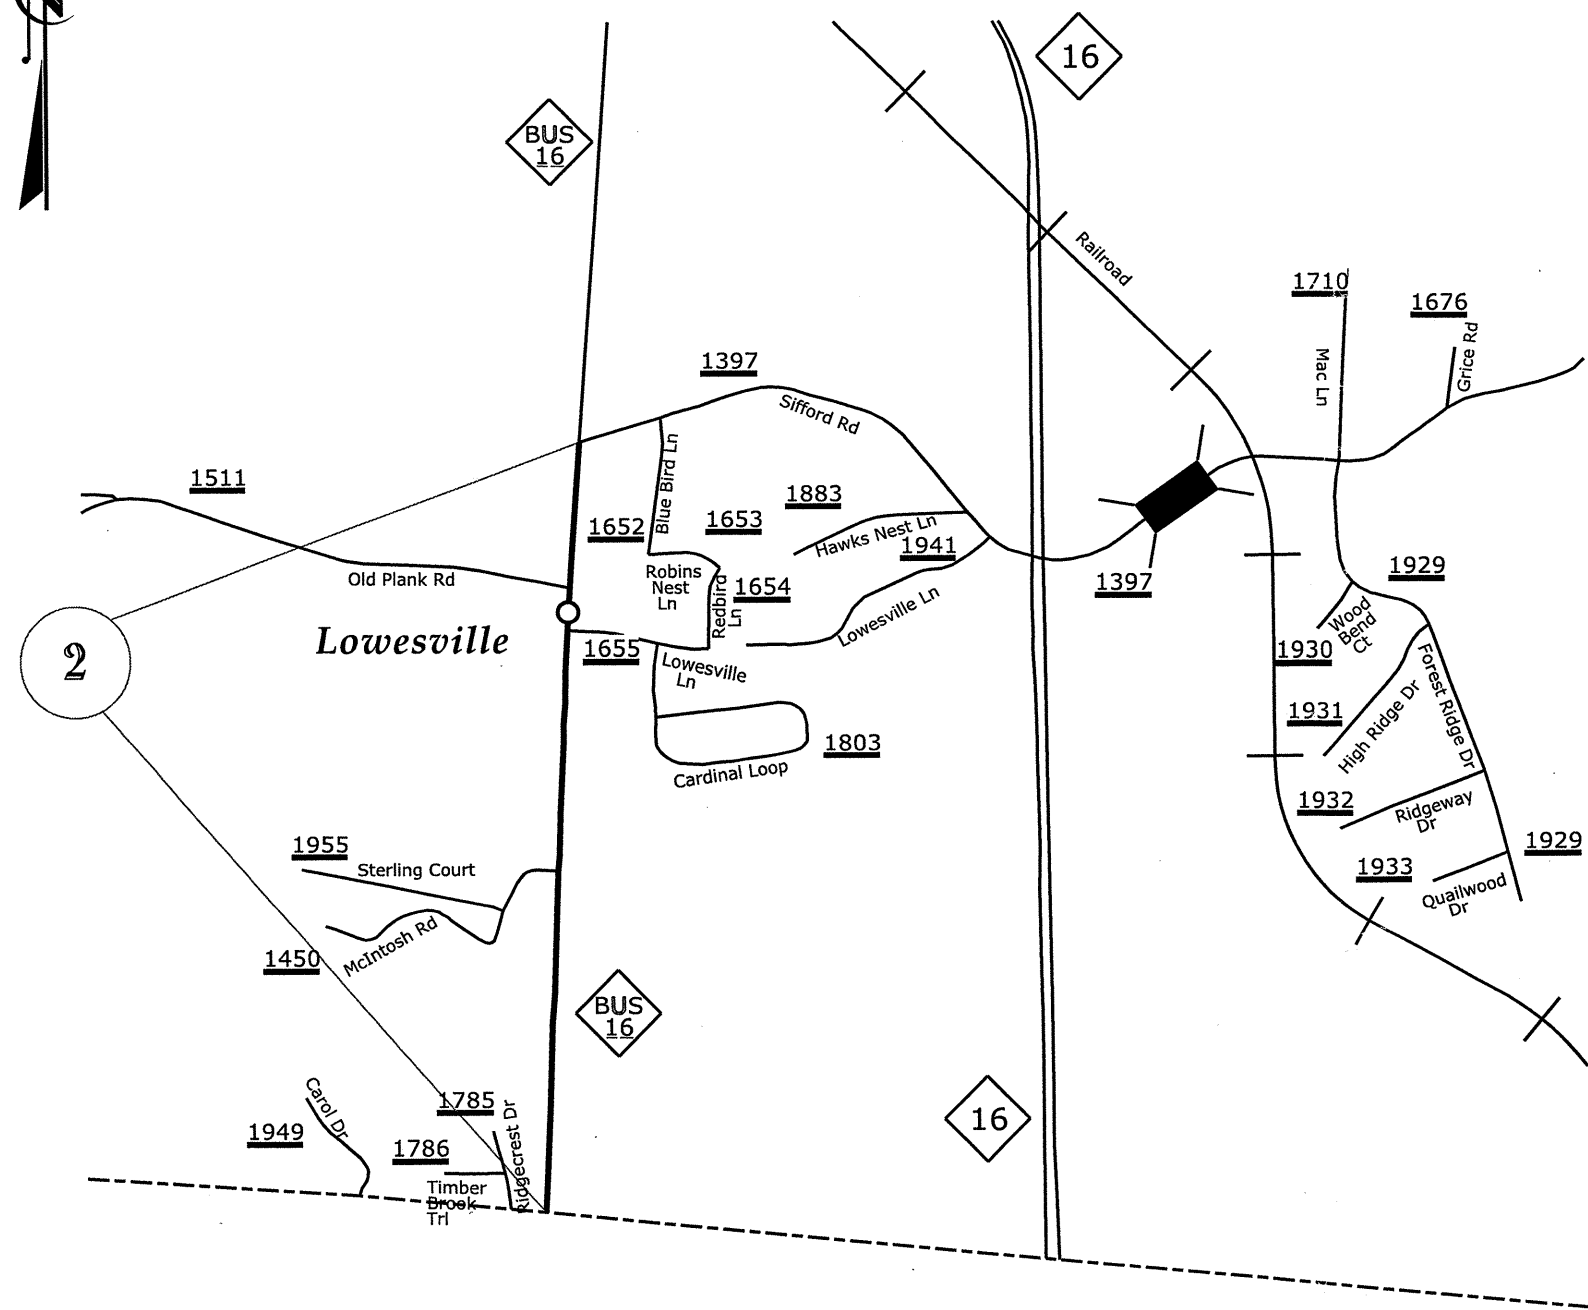 N
16
BUS
16
Railroad
1710
1676
Mac Ln
Grice Rd
1397
Sifford Rd
1511
Old Plank Rd
Blue Bird Ln
1652
1653
1883
Hawks Nest Ln
1941
Robins
Nest
Ln
Redbird
Ln
1654
Lowesville Ln
1397
1929
Wood
Bend
Ct
1930
2
Lowesville
1655
Lowesville
Ln
1931
High Ridge Dr
Forest Ridge Dr
1803
Cardinal Loop
1932
Ridgeway
Dr
1955
Sterling Court
1933
Quailwood
Dr
1929
McIntosh Rd
1450
BUS
16
16
Carol Dr
1949
1785
Ridgecrest Dr
1786
Timber
Brook
Trl